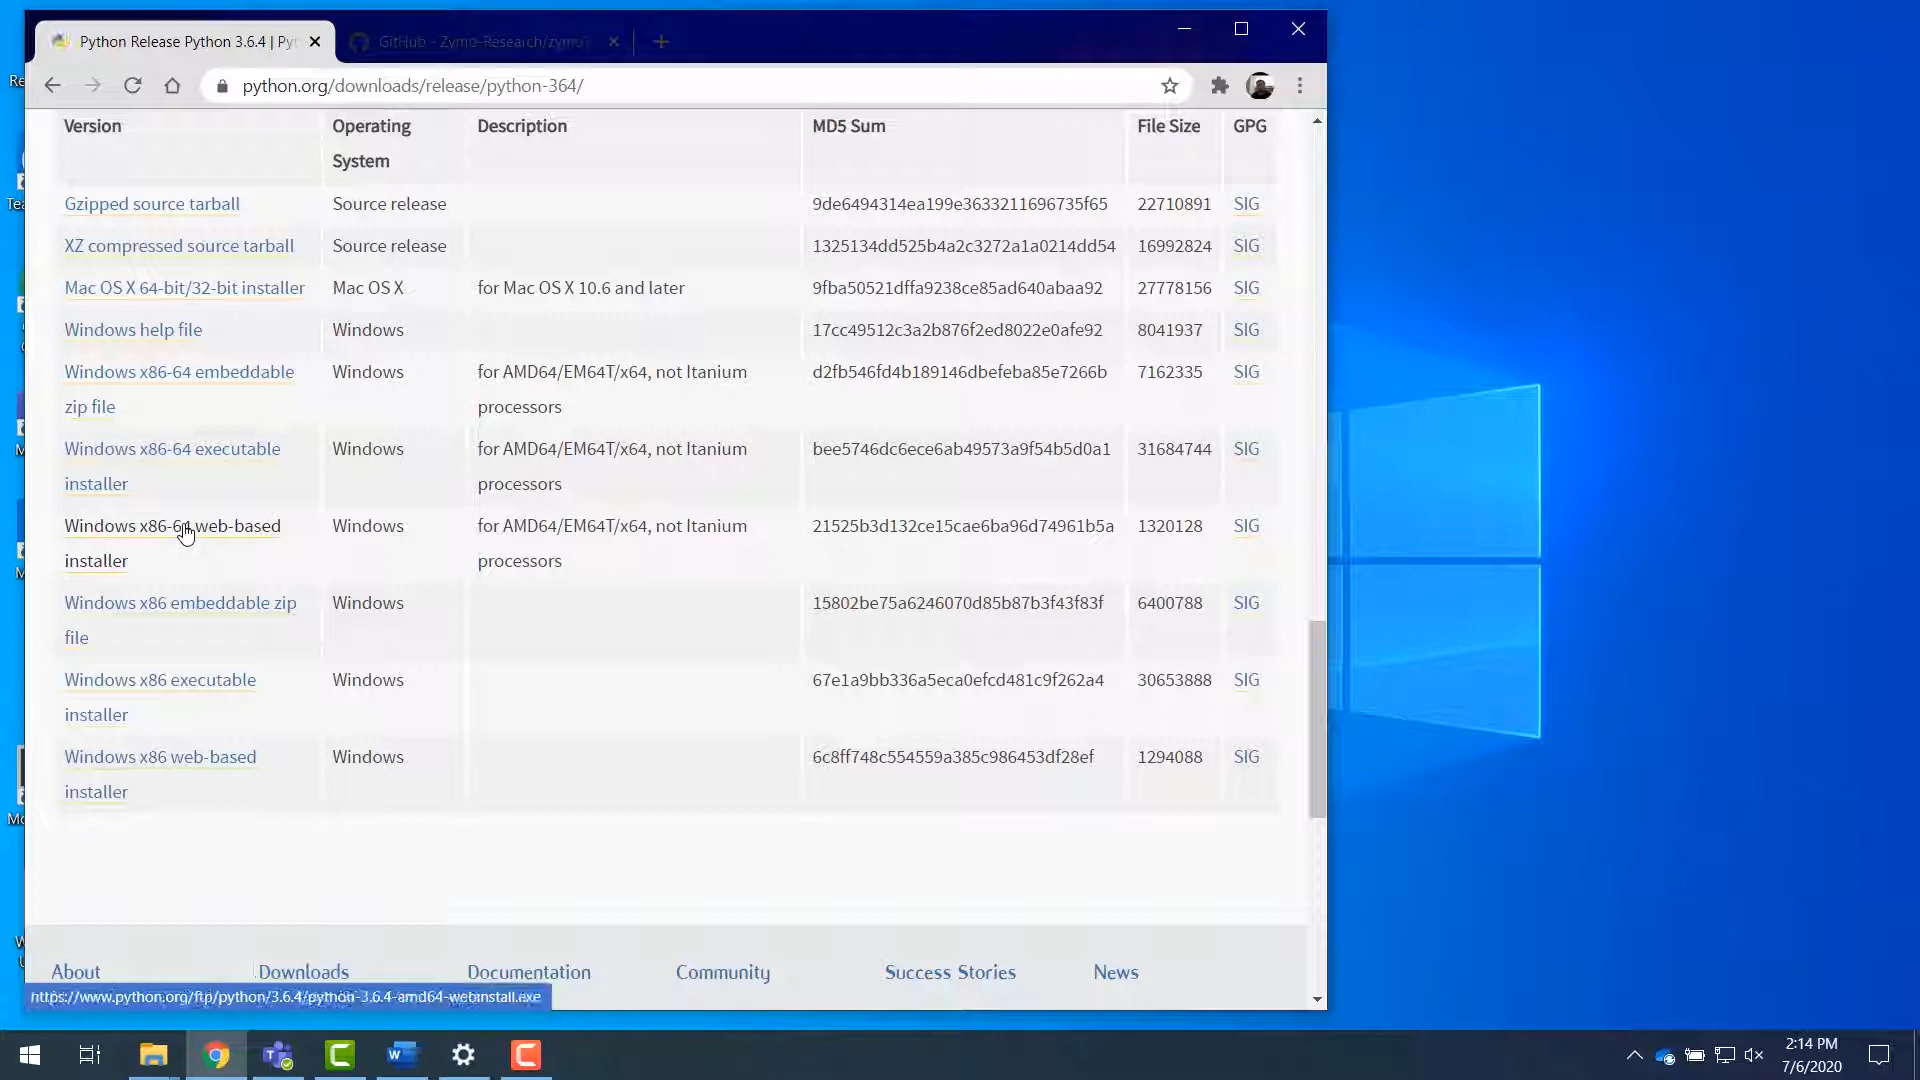 Python Release Python 3.6.4 | Pyt
GitHub - Zymo-Research/zymo
python.org/downloads/release/python-364/
Version Operating System Description MD5 Sum File Size GPG
Gzipped source tarball Source release 9de6494314ea199e3633211696735f65 22710891 SIG
XZ compressed source tarball Source release 1325134dd525b4a2c3272a1a0214dd54 16992824 SIG
Mac OS X 64-bit/32-bit installer Mac OS X for Mac OS X 10.6 and later 9fba50521dffa9238ce85ad640abaa92 27778156 SIG
Windows help file Windows 17cc49512c3a2b876f2ed8022e0afe92 8041937 SIG
Windows x86-64 embeddable Windows for AMD64/EM64T/x64, not Itanium d2fb546fd4b189146dbefeba85e7266b 7162335 SIG
zip file processors
Windows x86-64 executable Windows for AMD64/EM64T/x64, not Itanium bee5746dc6ece6ab49573a9f54b5d0a1 31684744 SIG
installer processors
Windows x86-64 web-based Windows for AMD64/EM64T/x64, not Itanium 21525b3d132ce15cae6ba96d74961b5a 1320128 SIG
installer processors
Windows x86 embeddable zip Windows 15802be75a6246070d85b87b3f43f83f 6400788 SIG
file
Windows x86 executable Windows 67e1a9bb336a5eca0efcd481c9f262a4 30653888 SIG
installer
Windows x86 web-based Windows 6c8ff748c554559a385c986453df28ef 1294088 SIG
installer
About Downloads Documentation Community Success Stories News
https://www.python.org/ftp/python/3.6.4/python-3.6.4-amd64-webinstall.exe
2:14 PM
7/6/2020